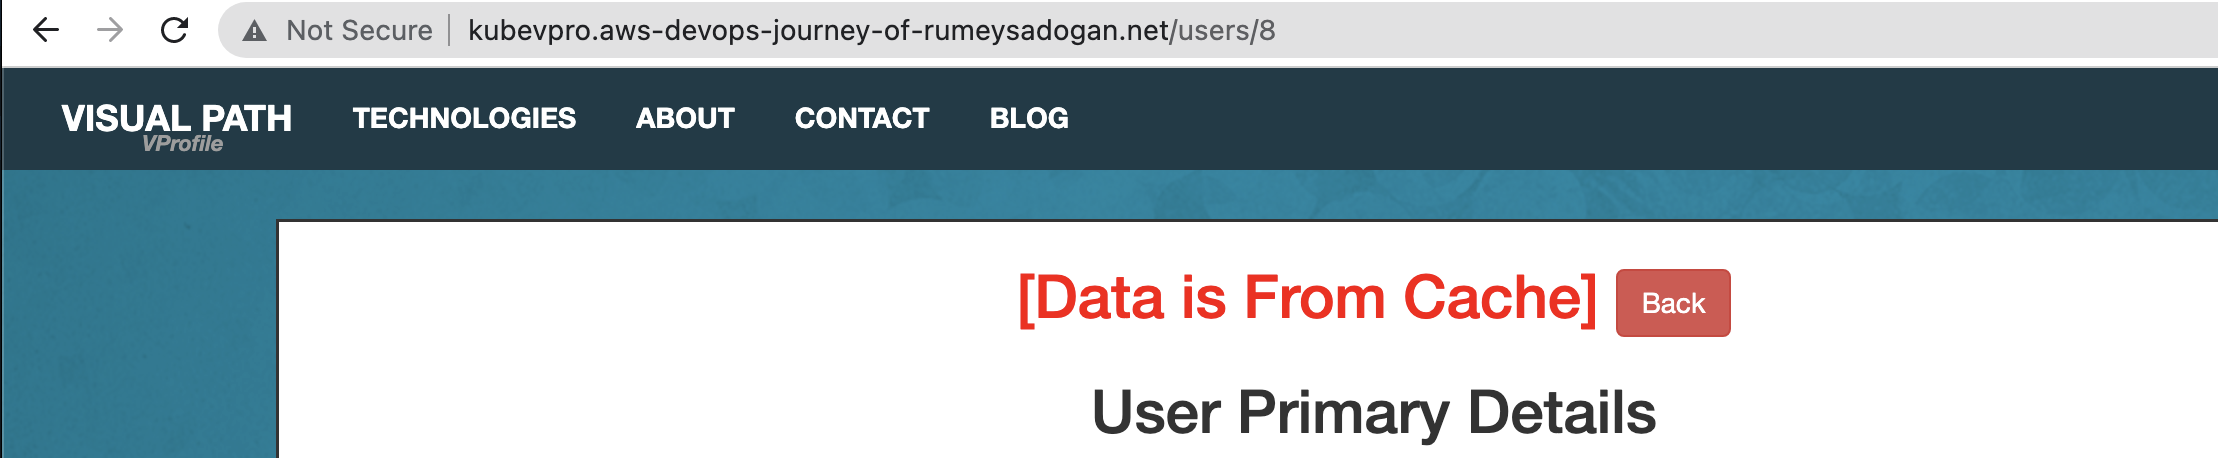 Not Secure kubevpro.aws-devops-journey-of-rumeysadogan.net/users/8
VISUAL PATH TECHNOLOGIES ABOUT CONTACT BLOG
VProfile
[Data is From Cache] Back
User Primary Details